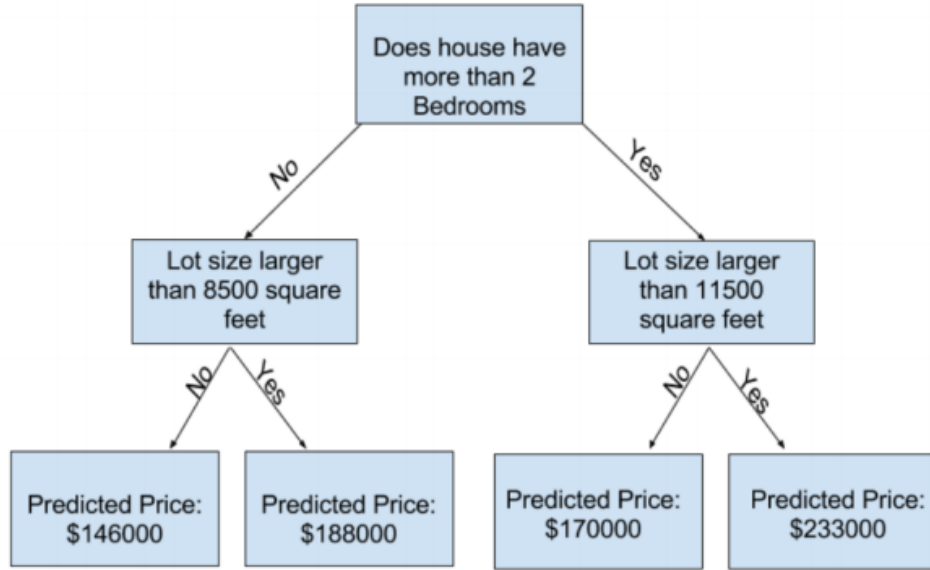 Does house have
more than 2
Bedrooms
No
Yes
Lot size larger
than 8500 square
feet
Lot size larger
than 11500
square feet
No
Yes
No
Yes
Predicted Price:
$146000
Predicted Price:
$188000
Predicted Price:
$170000
Predicted Price:
$233000